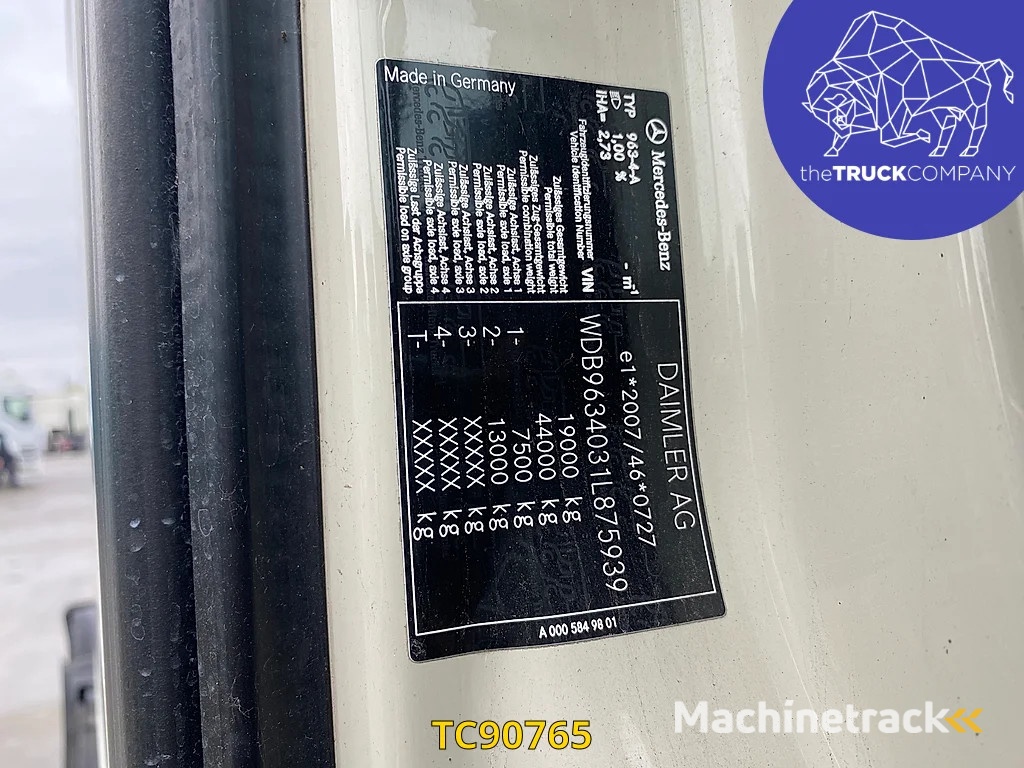 theTRUCKCOMPANY
Made in Germany
Mercedes-Benz
TYP 963-4-A
1,00 % - m-1
IHA= 2,73
DAIMLER AG
e1*2007/46*0727
Fahrzeugidentifizierungsnummer
Vehicle Identification Number VIN WDB9634031L875939
Zulässiges Gesamtgewicht
Permissible total weight 19000 kg
Zulässiges Zug-Gesamtgewicht
Permissible combination weight 44000 kg
Zulässige Achslast, Achse 1
Permissible axle load, axle 1 1- 7500 kg
Zulässige Achslast, Achse 2
Permissible axle load, axle 2 2- 13000 kg
Zulässige Achslast, Achse 3
Permissible axle load, axle 3 3- XXXXX kg
Zulässige Achslast, Achse 4
Permissible axle load, axle 4 4- XXXXX kg
Zulässige Last der Achsgruppe
Permissible load on axle group T- XXXXX kg
A 000 584 98 01
TC90765
Machinetrack